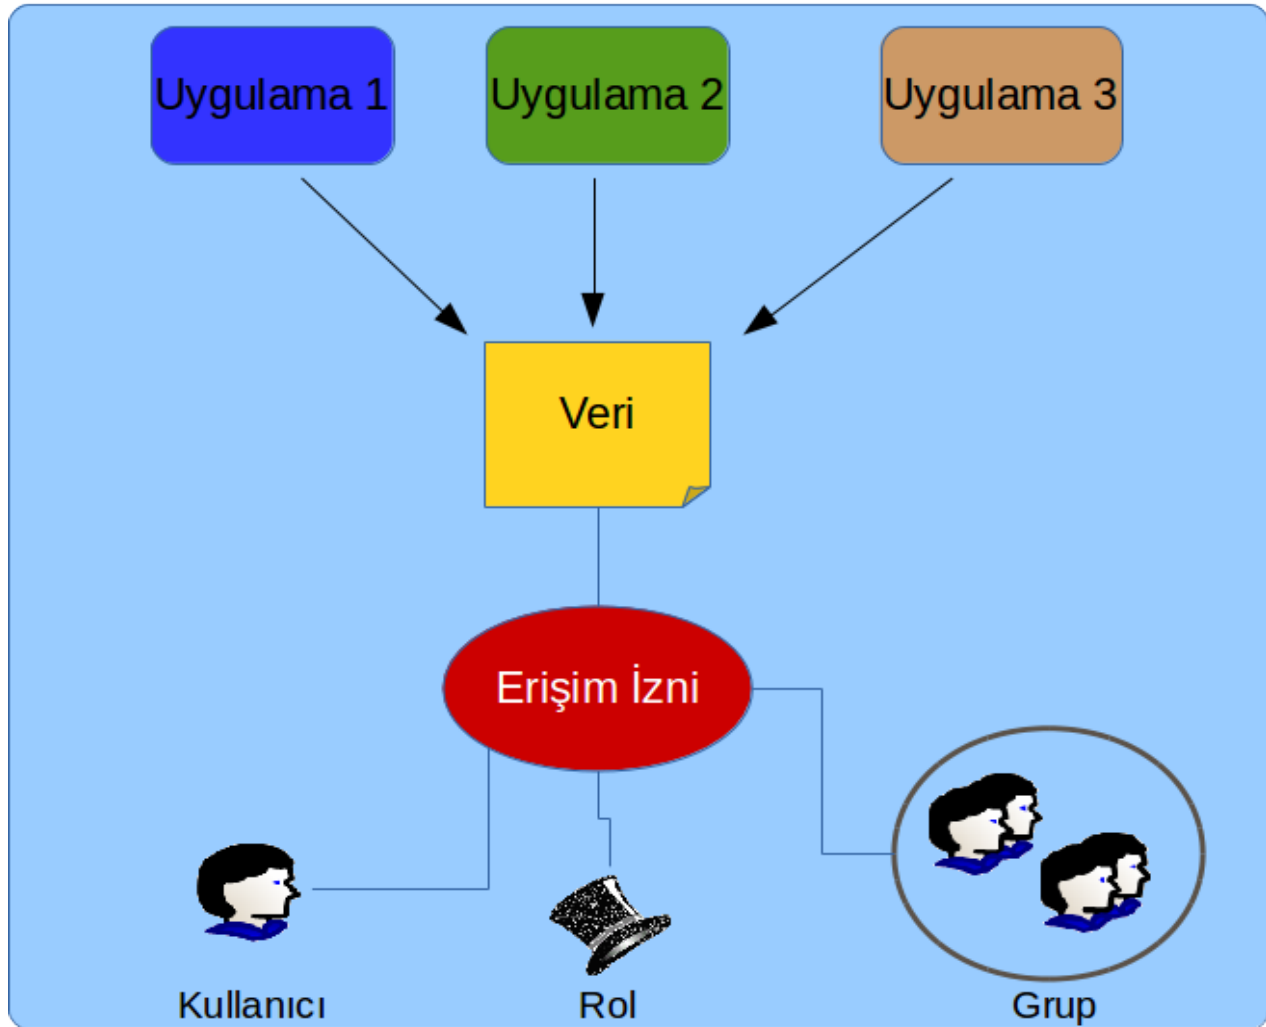 Uygulama 1
Uygulama 2
Uygulama 3
Veri
Erişim İzni
Kullanıcı
Rol
Grup